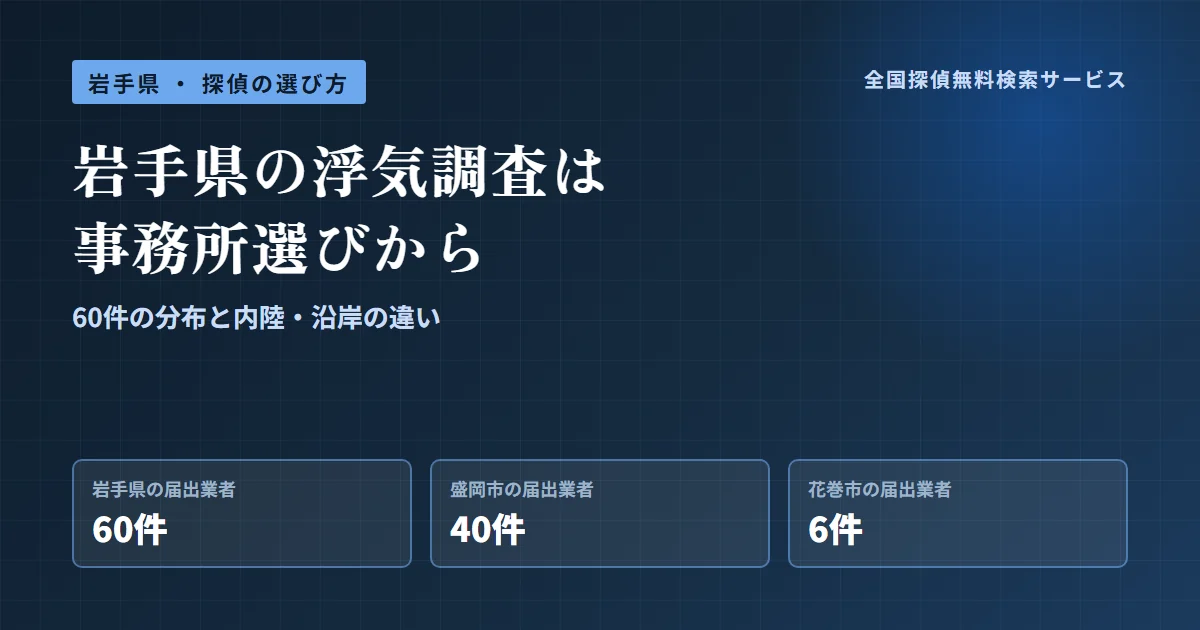 岩手県 ・ 探偵の選び方
全国探偵無料検索サービス
岩手県の浮気調査は
事務所選びから
60件の分布と内陸・沿岸の違い
岩手県の届出業者
60件
盛岡市の届出業者
40件
花巻市の届出業者
6件